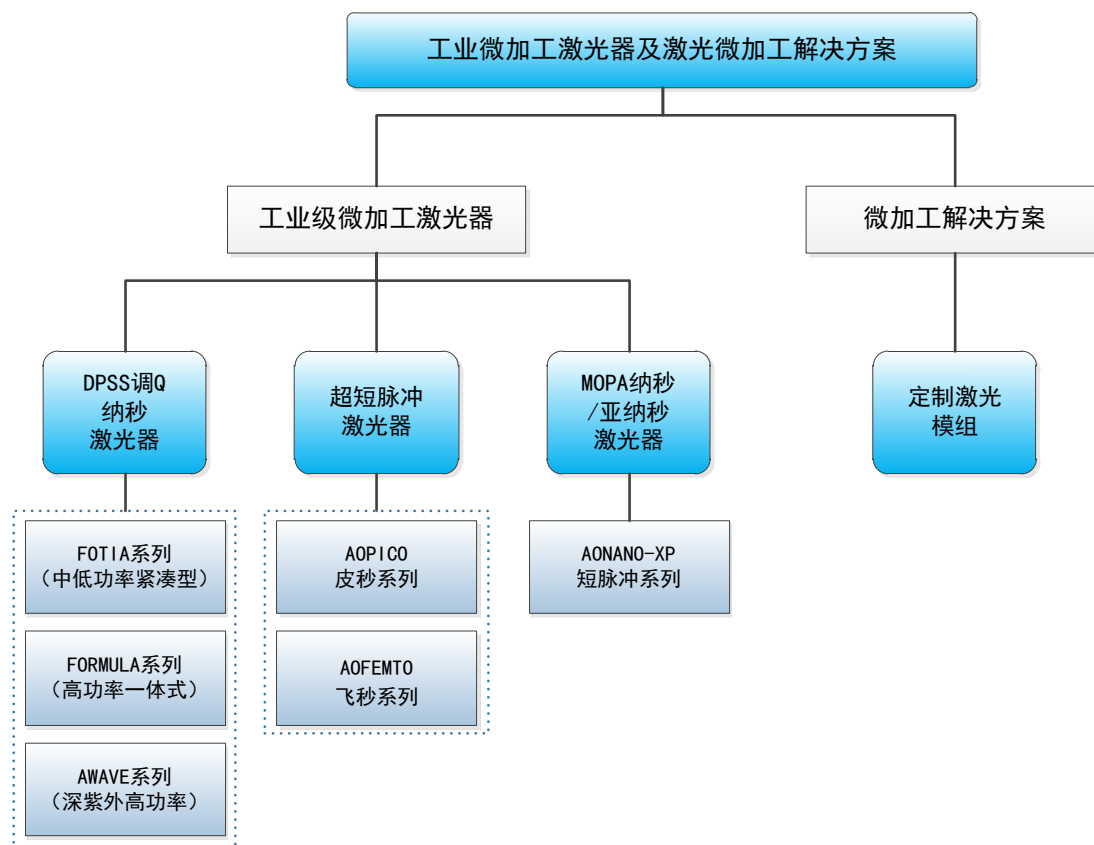 工业微加工激光器及激光微加工解决方案
工业级微加工激光器
微加工解决方案
DPSS调Q
纳秒
激光器
超短脉冲
激光器
MOPA纳秒
/亚纳秒
激光器
定制激光
模组
FOTIA系列
（中低功率紧凑型）
AOPICO
皮秒系列
AONANO-XP
短脉冲系列
FORMULA系列
（高功率一体式）
AOFEMTO
飞秒系列
AWAVE系列
（深紫外高功率）